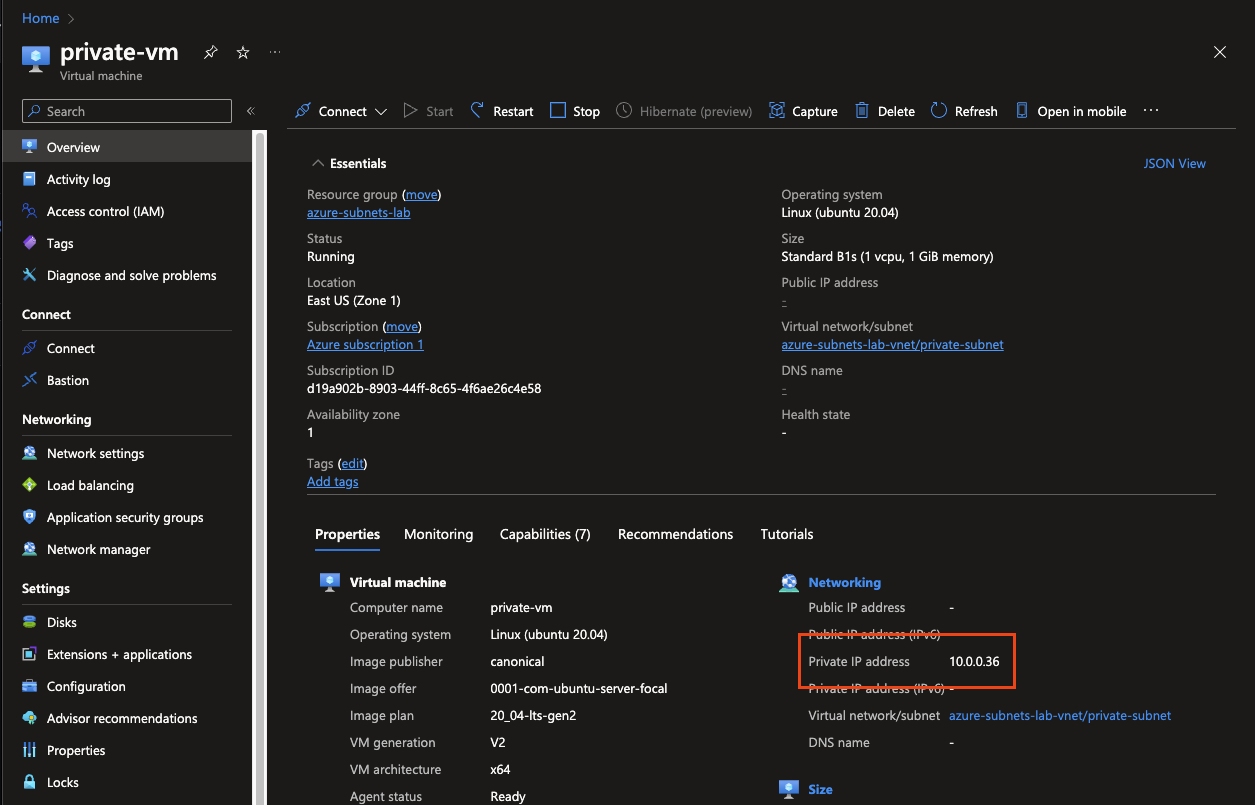 Home >
private-vm
Virtual machine
Search
Overview
Activity log
Access control (IAM)
Tags
Diagnose and solve problems
Connect
Connect
Bastion
Networking
Network settings
Load balancing
Application security groups
Network manager
Settings
Disks
Extensions + applications
Configuration
Advisor recommendations
Properties
Locks
Connect Start Restart Stop Hibernate (preview) Capture Delete Refresh Open in mobile ...
Essentials
JSON View
Resource group (move)
azure-subnets-lab
Status
Running
Location
East US (Zone 1)
Subscription (move)
Azure subscription 1
Subscription ID
d19a902b-8903-44ff-8c65-4f6ae26c4e58
Availability zone
1
Operating system
Linux (ubuntu 20.04)
Size
Standard B1s (1 vcpu, 1 GiB memory)
Public IP address
-
Virtual network/subnet
azure-subnets-lab-vnet/private-subnet
DNS name
-
Health state
-
Tags (edit)
Add tags
Properties Monitoring Capabilities (7) Recommendations Tutorials
Virtual machine
Computer name private-vm
Operating system Linux (ubuntu 20.04)
Image publisher canonical
Image offer 0001-com-ubuntu-server-focal
Image plan 20_04-lts-gen2
VM generation V2
VM architecture x64
Agent status Ready
Networking
Public IP address -
Public IP address (IPv6)
Private IP address 10.0.0.36
Private IP address (IPv6) -
Virtual network/subnet azure-subnets-lab-vnet/private-subnet
DNS name -
Size